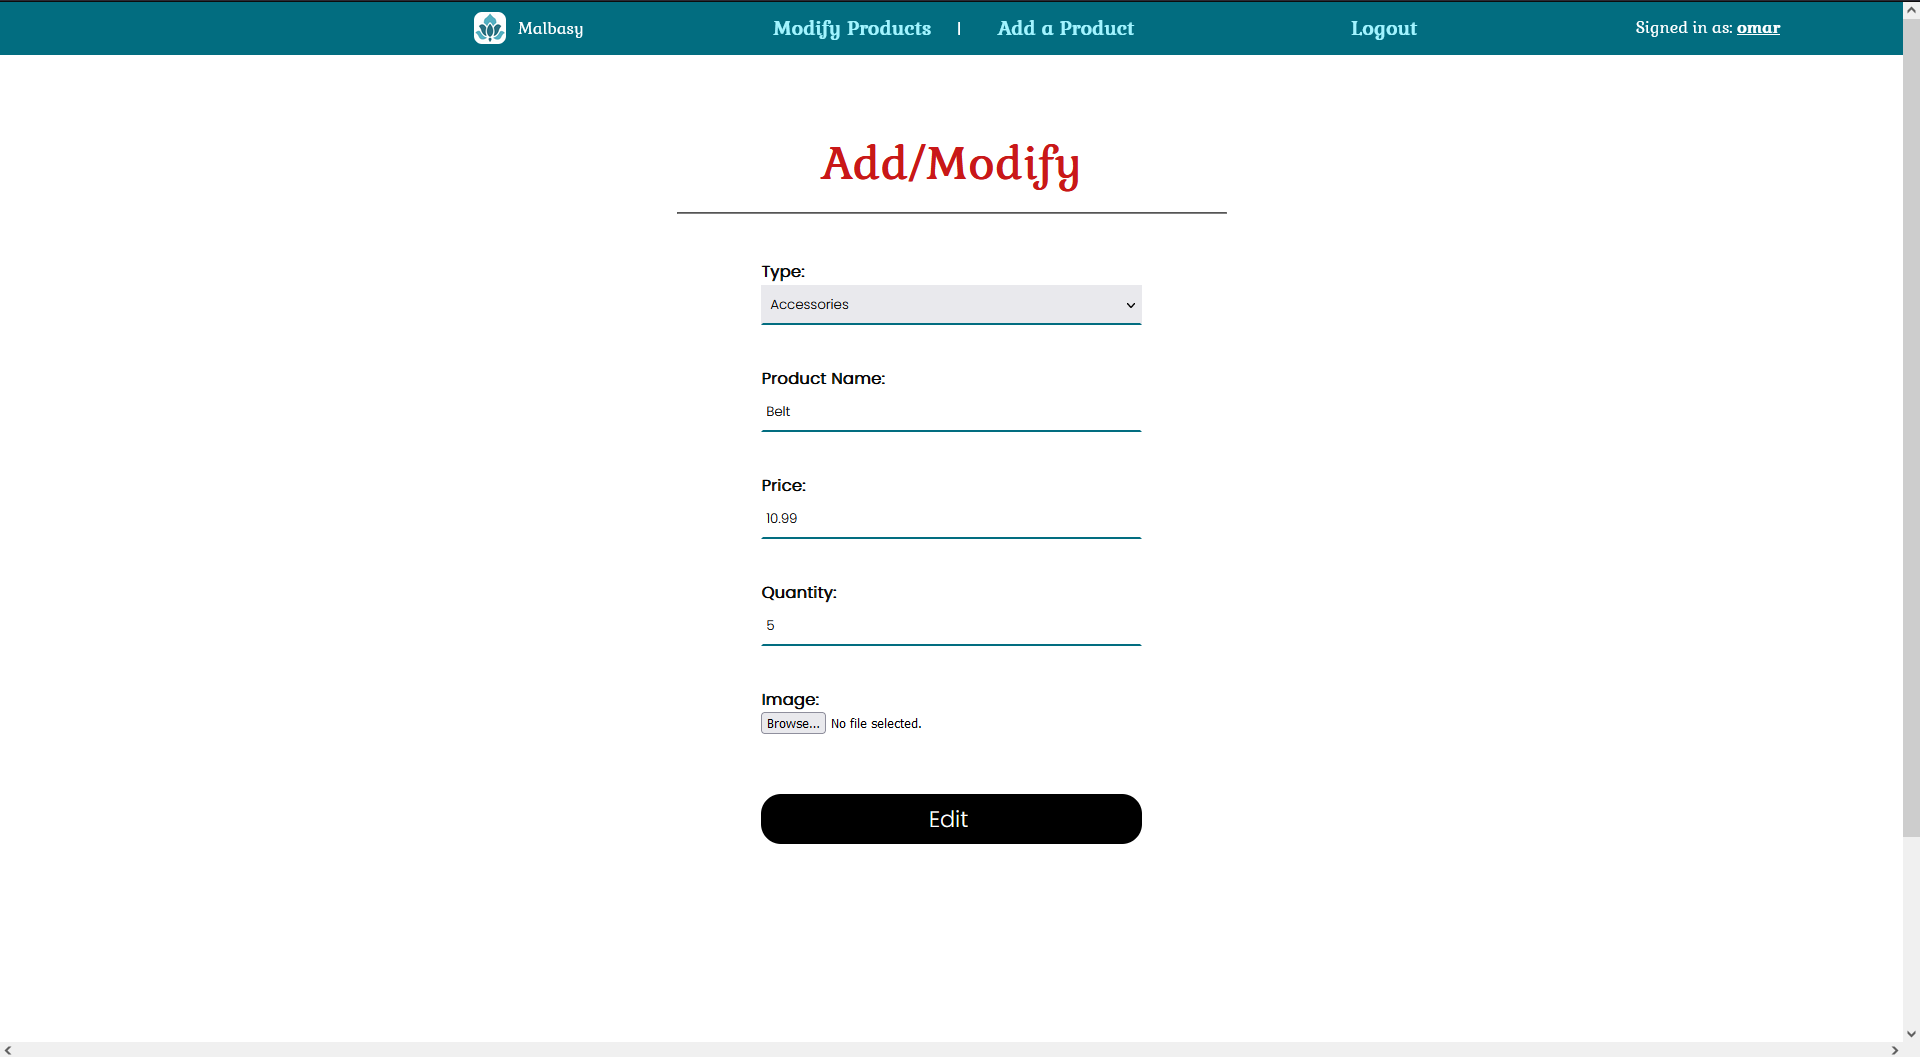 Malbasy Modify Products | Add a Product Logout Signed in as: omar
Add/Modify
Type:
Accessories
Product Name:
Belt
Price:
10.99
Quantity:
5
Image:
Browse... No file selected.
Edit